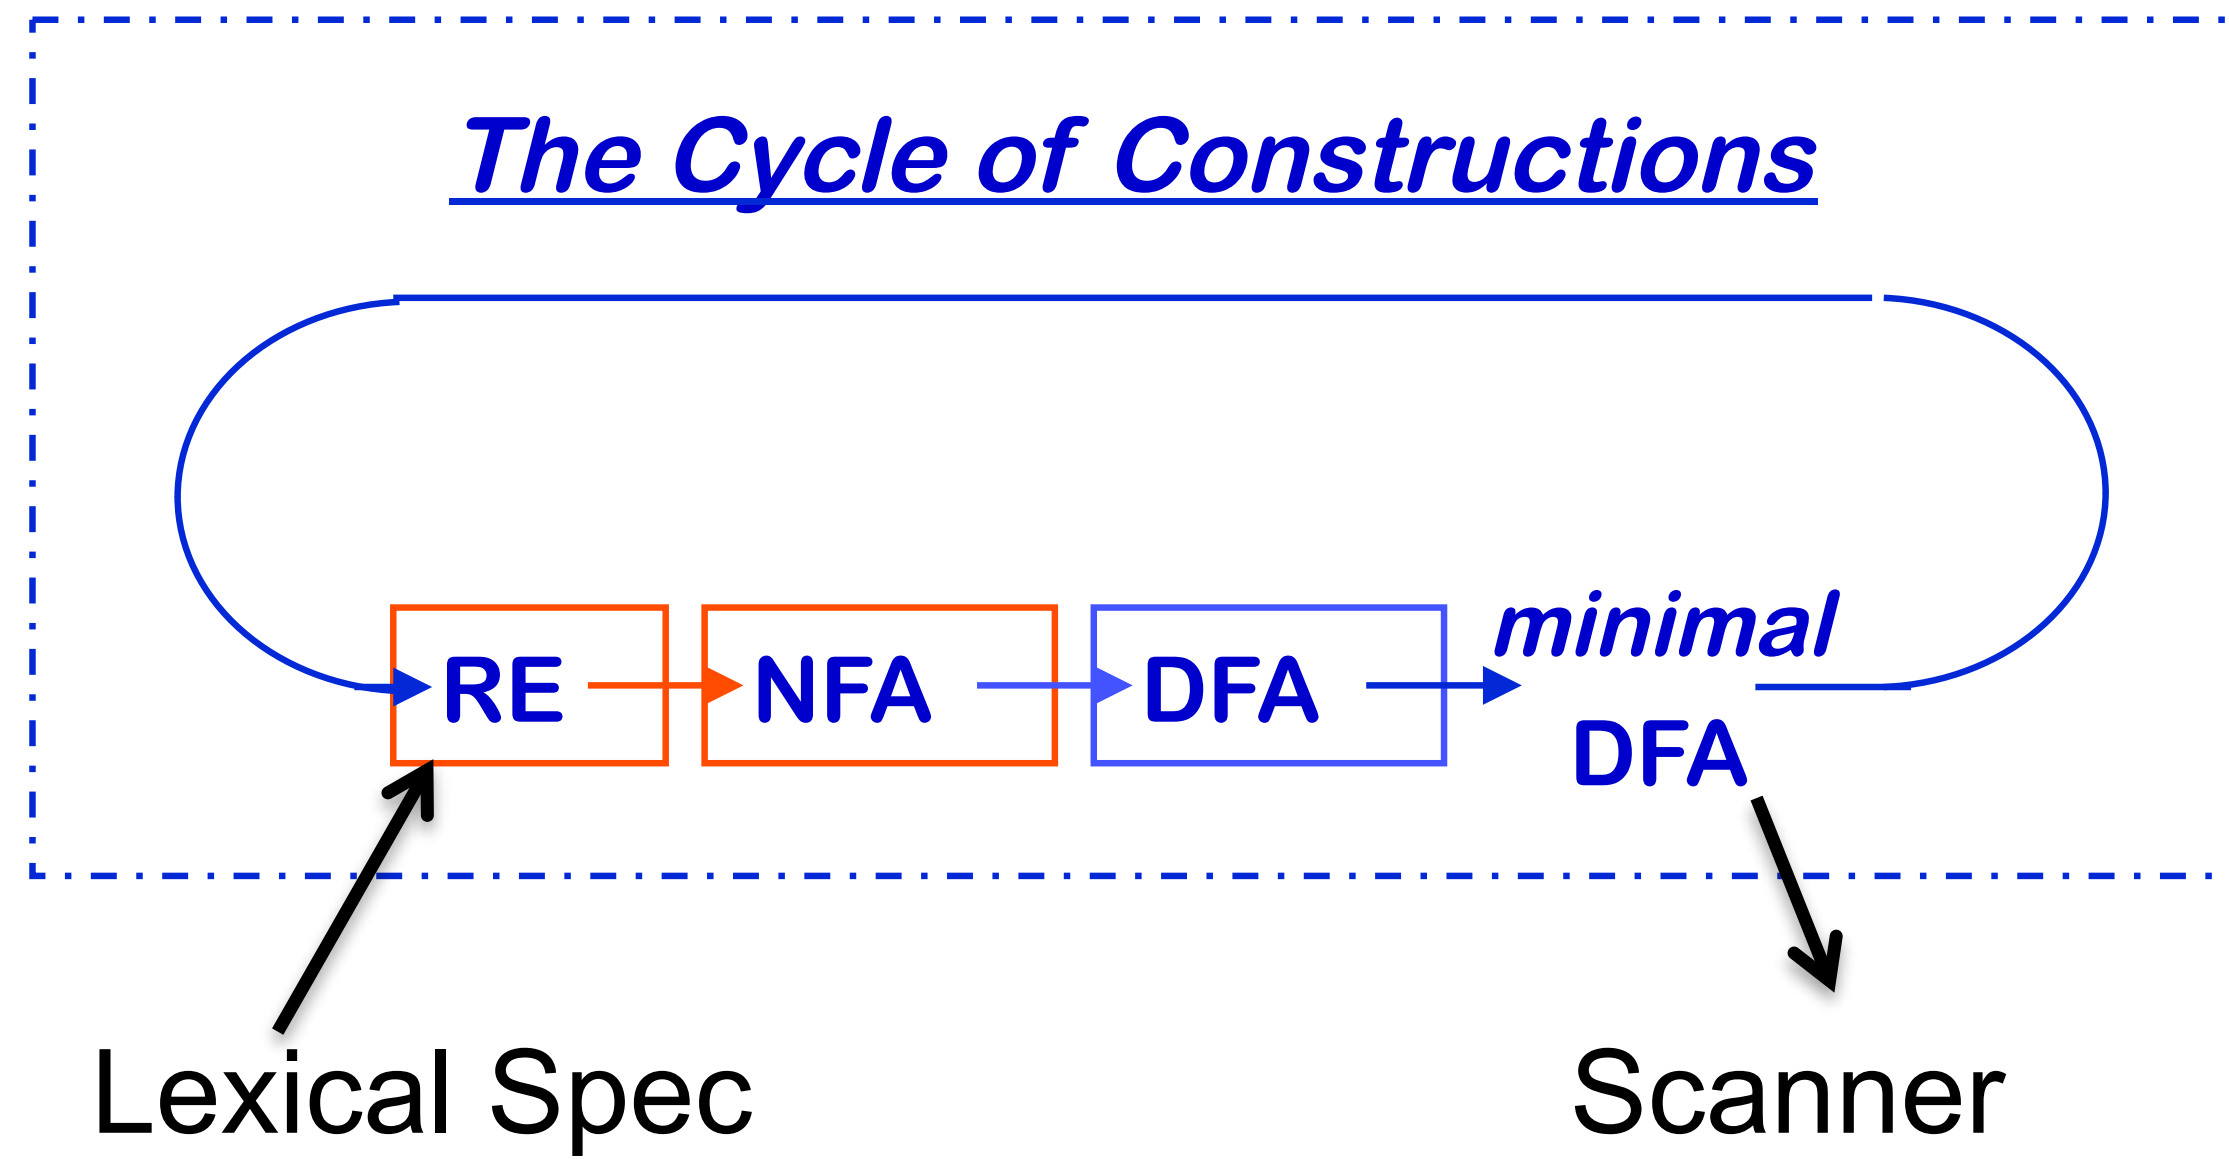 The Cycle of Constructions
minimal
RE NFA DFA
DFA
Lexical Spec
Scanner